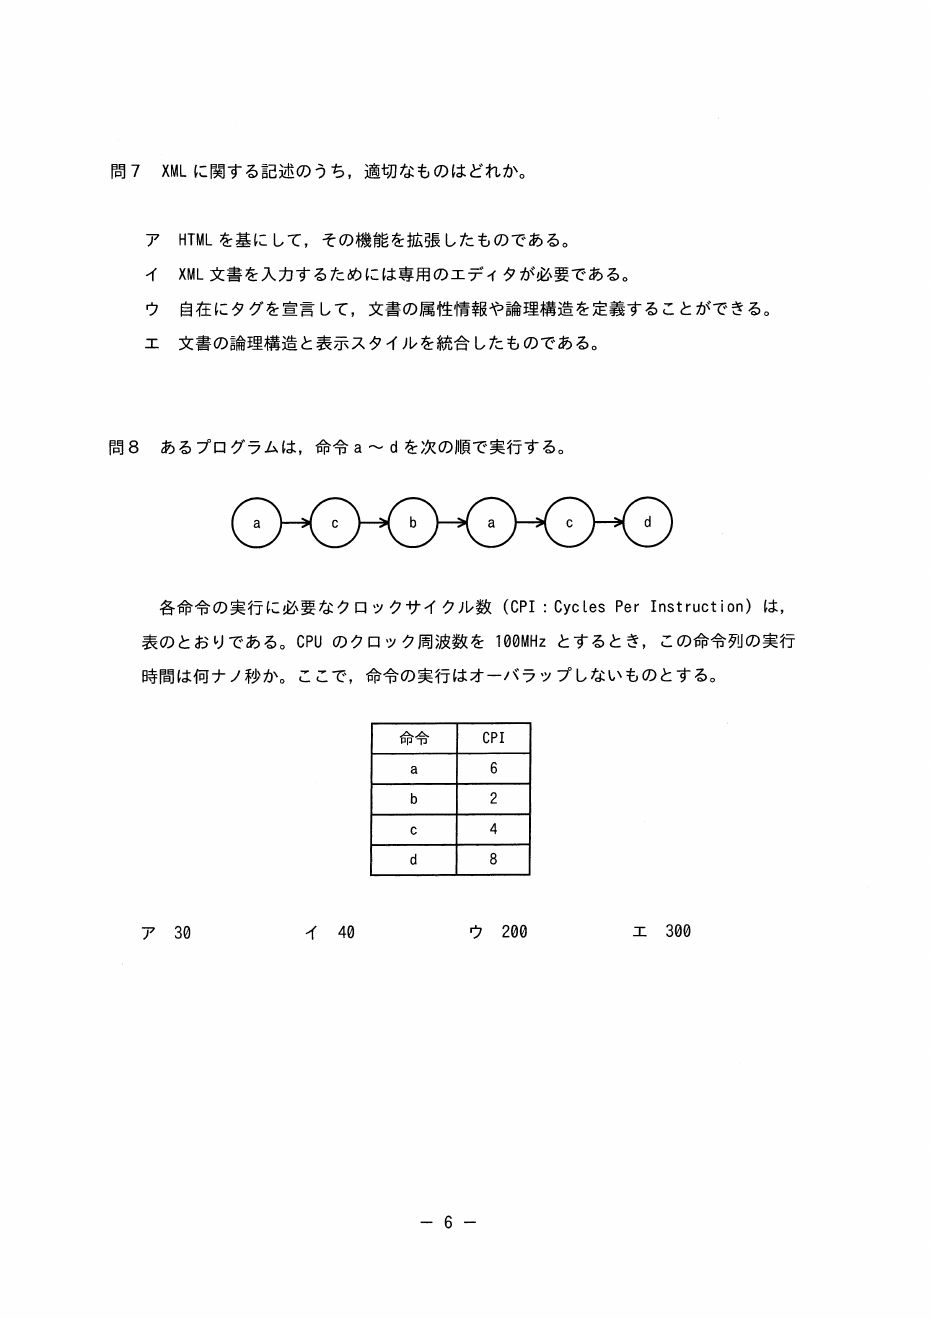 問7 XML に関する記述のうち，適切なものはどれか。
ア HTML を基にして，その機能を拡張したものである。
イ XML 文書を入力するためには専用のエディタが必要である。
ウ 自在にタグを宣言して，文書の属性情報や論理構造を定義することができる。
エ 文書の論理構造と表示スタイルを統合したものである。
問8 あるプログラムは，命令 a ～ d を次の順で実行する。
a c b a c d
各命令の実行に必要なクロックサイクル数（CPI：Cycles Per Instruction）は，
表のとおりである。CPU のクロック周波数を 100MHz とするとき，この命令列の実行
時間は何ナノ秒か。ここで，命令の実行はオーバラップしないものとする。
命令 CPI
a 6
b 2
c 4
d 8
ア 30 イ 40 ウ 200 エ 300
― 6 ―